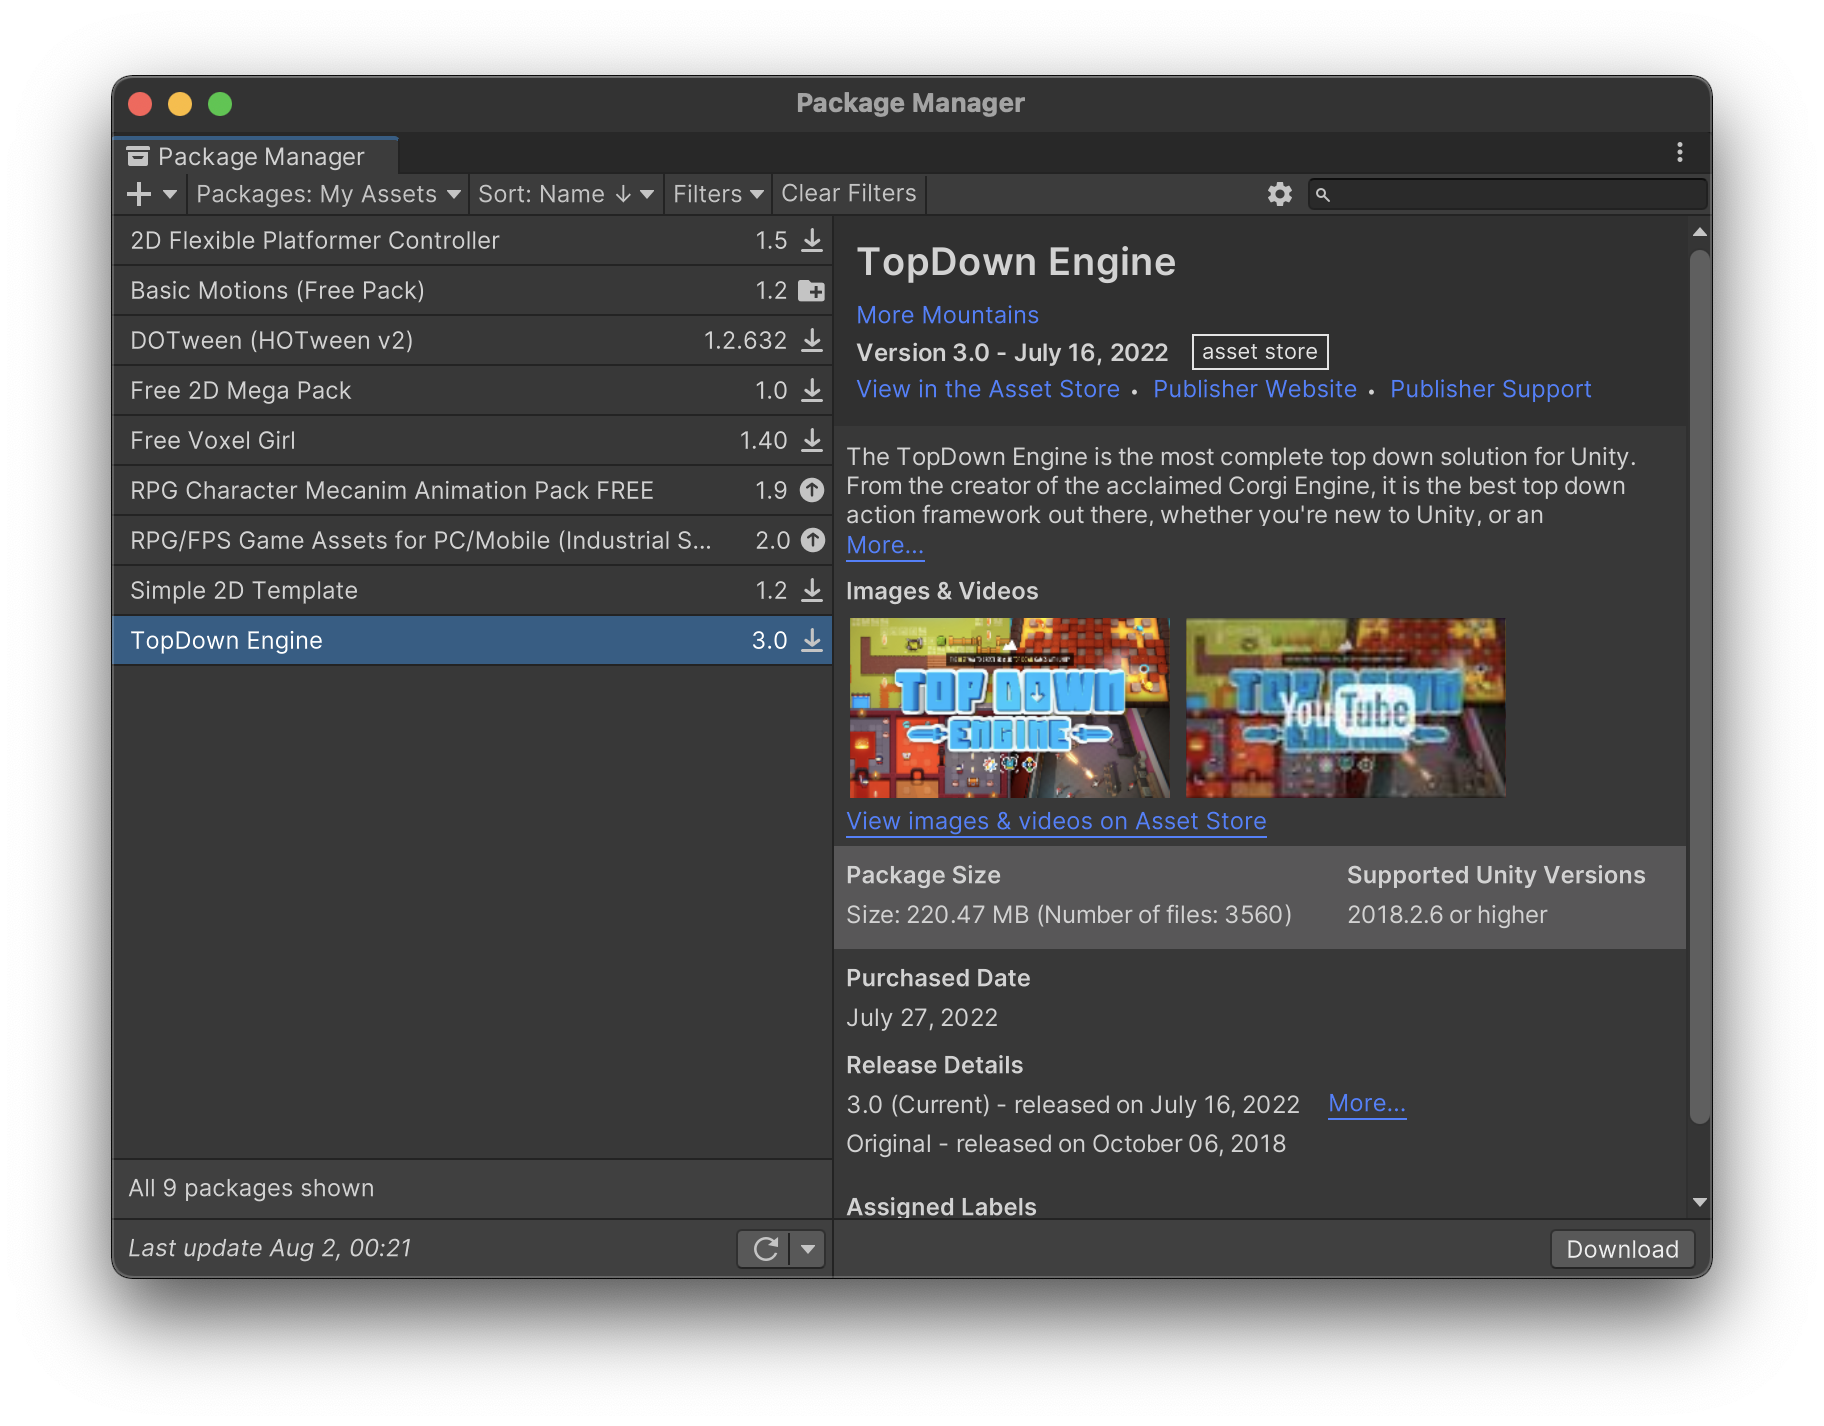 Package Manager
Package Manager
Packages: My Assets
Sort: Name ↓
Filters
Clear Filters
2D Flexible Platformer Controller 1.5
Basic Motions (Free Pack) 1.2
DOTween (HOTween v2) 1.2.632
Free 2D Mega Pack 1.0
Free Voxel Girl 1.40
RPG Character Mecanim Animation Pack FREE 1.9
RPG/FPS Game Assets for PC/Mobile (Industrial S... 2.0
Simple 2D Template 1.2
TopDown Engine 3.0
All 9 packages shown
Last update Aug 2, 00:21
TopDown Engine
More Mountains
Version 3.0 - July 16, 2022 asset store
View in the Asset Store • Publisher Website • Publisher Support
The TopDown Engine is the most complete top down solution for Unity.
From the creator of the acclaimed Corgi Engine, it is the best top down
action framework out there, whether you're new to Unity, or an
More...
Images & Videos
TOP DOWN
ENGINE
TOP DOWN
YouTube
ENGINE
View images & videos on Asset Store
Package Size
Size: 220.47 MB (Number of files: 3560)
Supported Unity Versions
2018.2.6 or higher
Purchased Date
July 27, 2022
Release Details
3.0 (Current) - released on July 16, 2022 More...
Original - released on October 06, 2018
Assigned Labels
Download